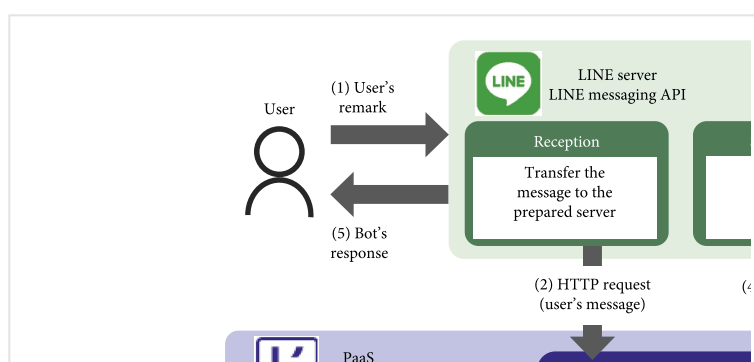 User
(1) User's
remark
(5) Bot's
response
LINE
LINE server
LINE messaging API
Reception
Transfer the
message to the
prepared server
(2) HTTP request
(user's message)
(4
PaaS